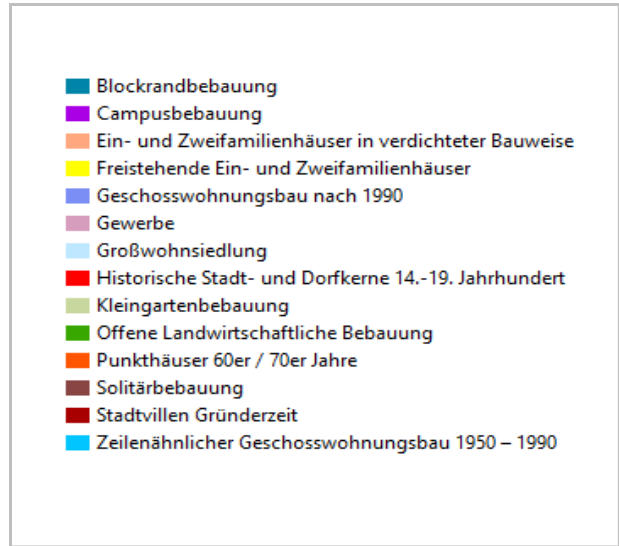 Blockrandbebauung
Campusbebauung
Ein- und Zweifamilienhäuser in verdichteter Bauweise
Freistehende Ein- und Zweifamilienhäuser
Geschosswohnungsbau nach 1990
Gewerbe
Großwohnsiedlung
Historische Stadt- und Dorfkerne 14.-19. Jahrhundert
Kleingartenbebauung
Offene Landwirtschaftliche Bebauung
Punkthäuser 60er / 70er Jahre
Solitärbebauung
Stadtvillen Gründerzeit
Zeilenähnlicher Geschosswohnungsbau 1950 – 1990